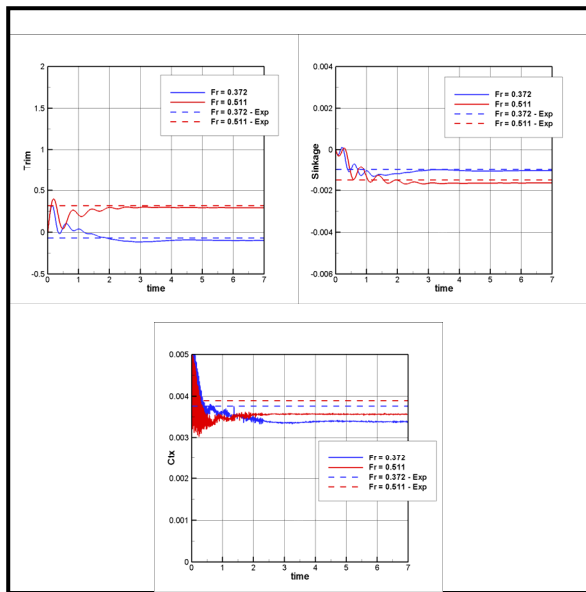 2
1.5
1
0.5
0
-0.5
Trim
0 1 2 3 4 5 6 7
time
Fr = 0.372
Fr = 0.511
Fr = 0.372 - Exp
Fr = 0.511 - Exp
0.004
0.002
0
-0.002
-0.004
-0.006
Sinkage
0 1 2 3 4 5 6 7
time
Fr = 0.372
Fr = 0.511
Fr = 0.372 - Exp
Fr = 0.511 - Exp
0.005
0.004
0.003
0.002
0.001
0
Ctx
0 1 2 3 4 5 6 7
time
Fr = 0.372
Fr = 0.511
Fr = 0.372 - Exp
Fr = 0.511 - Exp